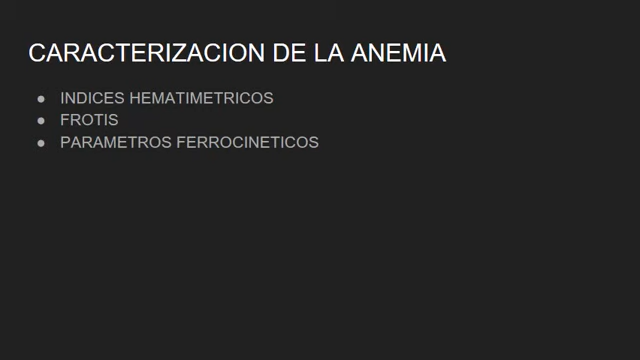 CARACTERIZACION DE LA ANEMIA
● INDICES HEMATIMETRICOS
● FROTIS
● PARAMETROS FERROCINETICOS